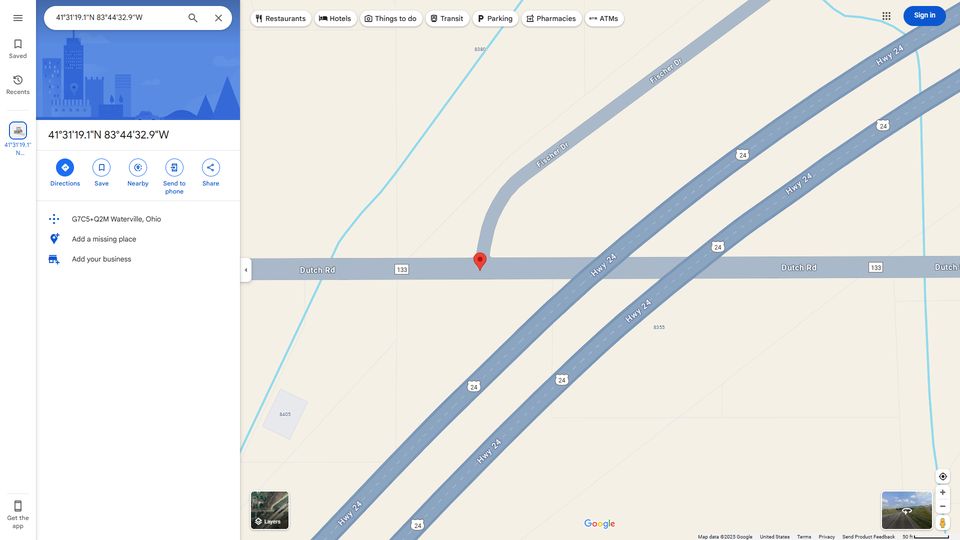 41°31'19.1"N 83°44'32.9"W
Restaurants
Hotels
Things to do
Transit
Parking
Pharmacies
ATMs
Sign in
Saved
Recents
41°31'19.1"
N...
41°31'19.1"N 83°44'32.9"W
Directions
Save
Nearby
Send to
phone
Share
G7C5+Q2M Waterville, Ohio
Add a missing place
Add your business
Get the
app
8380
Fischer Dr
Fischer Dr
Hwy 24
24
24
Hwy 24
24
Dutch Rd
133
Hwy 24
Dutch Rd
133
Dutch
Hwy 24
8355
24
24
8405
Hwy 24
Hwy 24
24
Layers
Google
Map data ©2025 Google
United States
Terms
Privacy
Send Product Feedback
50 ft